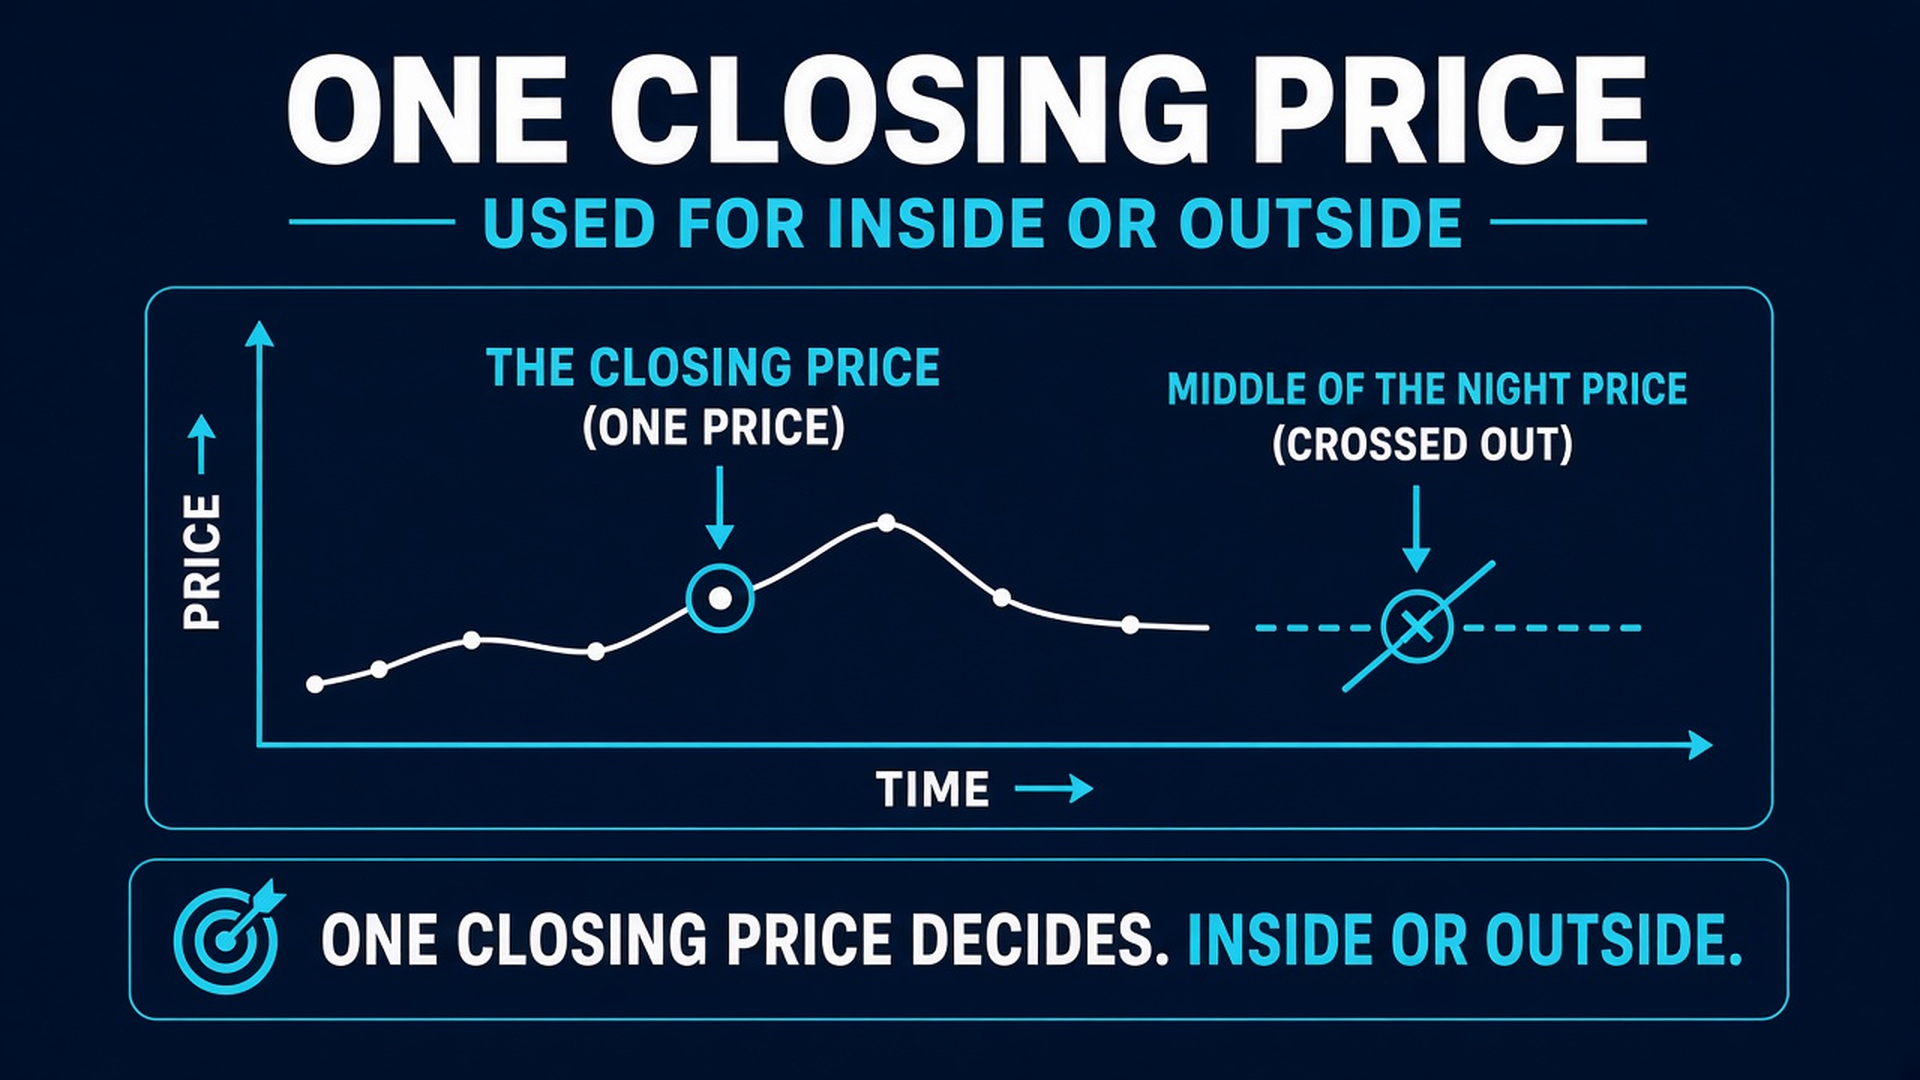 ONE CLOSING PRICE
USED FOR INSIDE OR OUTSIDE
THE CLOSING PRICE
(ONE PRICE)
MIDDLE OF THE NIGHT PRICE
(CROSSED OUT)
PRICE
TIME
ONE CLOSING PRICE DECIDES. INSIDE OR OUTSIDE.